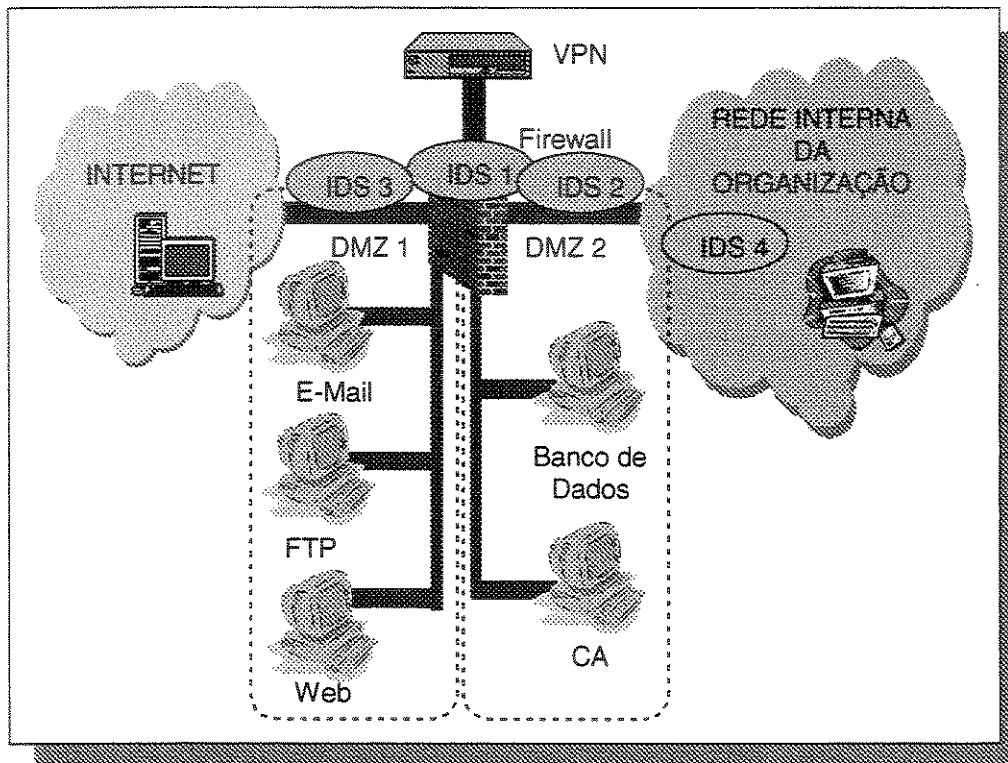 VPN
Firewall
INTERNET
IDS 3
IDS 1
IDS 2
REDE INTERNA
DA
ORGANIZAÇÃO
IDS 4
DMZ 1
DMZ 2
E-Mail
Banco de
Dados
FTP
CA
Web